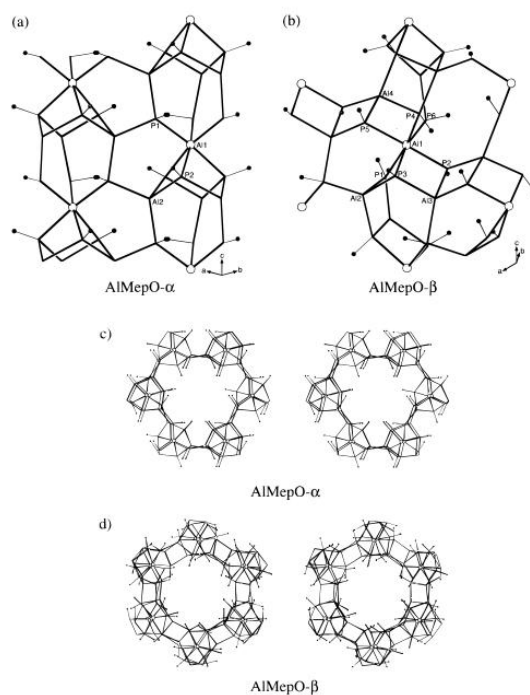 (a)
(b)
Al4
P1
P4
P6
P5
Al1
Al1
P2
P2
P1
P3
Al2
Al2
Al3
c
a
b
c
b
a
AlMepO-α
AlMepO-β
c)
AlMepO-α
d)
AlMepO-β